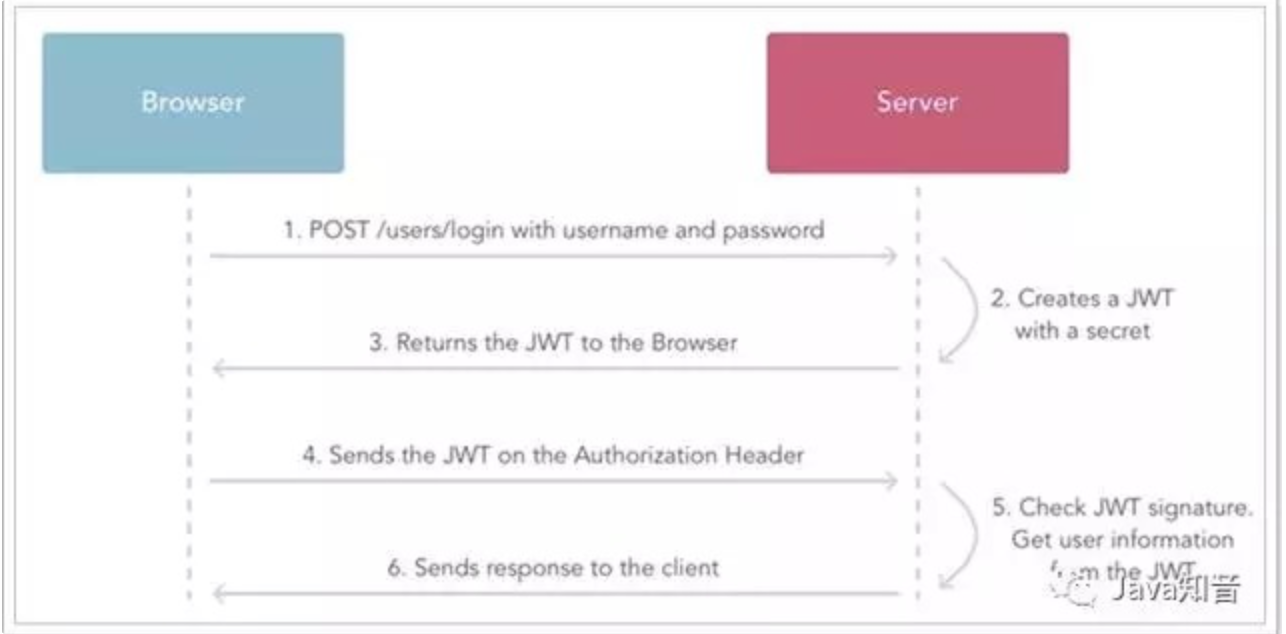 Browser
Server
1. POST /users/login with username and password
2. Creates a JWT
with a secret
3. Returns the JWT to the Browser
4. Sends the JWT on the Authorization Header
5. Check JWT signature.
Get user information
from the JWT
6. Sends response to the client
Java知音